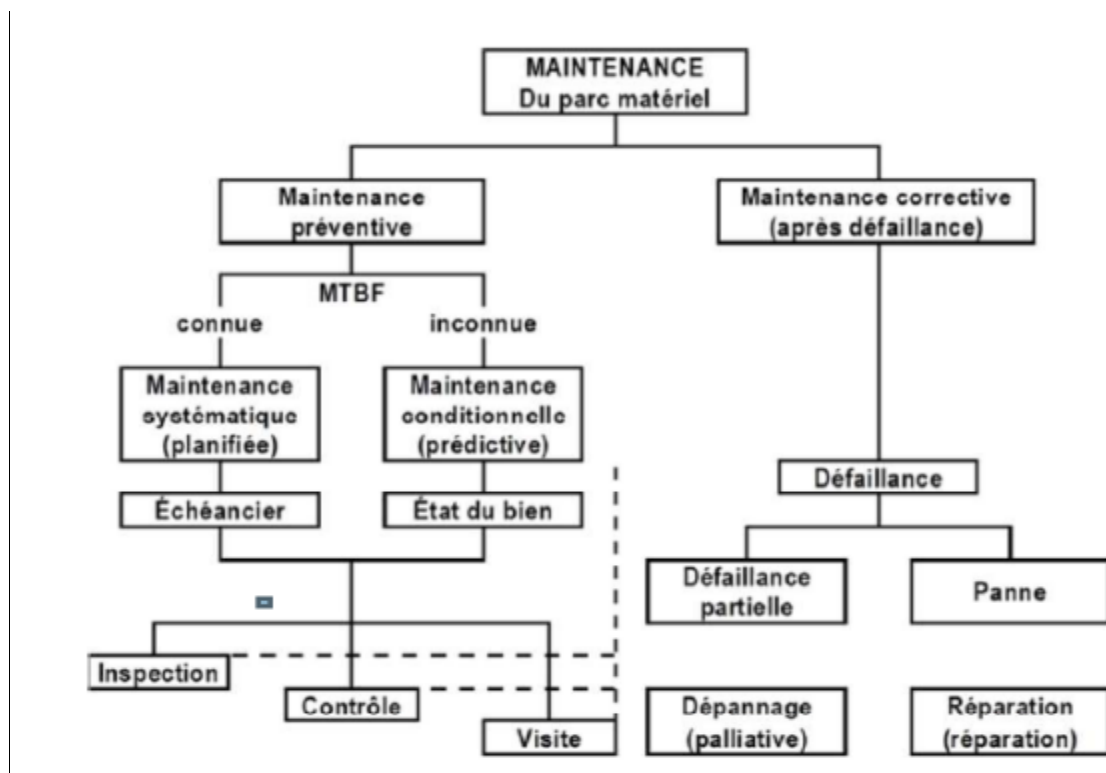 MAINTENANCE
Du parc matériel
Maintenance
préventive
Maintenance corrective
(après défaillance)
MTBF
connue
inconnue
Maintenance
systématique
(planifiée)
Maintenance
conditionnelle
(prédictive)
Échéancier
État du bien
Défaillance
Défaillance
partielle
Panne
Inspection
Contrôle
Visite
Dépannage
(palliative)
Réparation
(réparation)